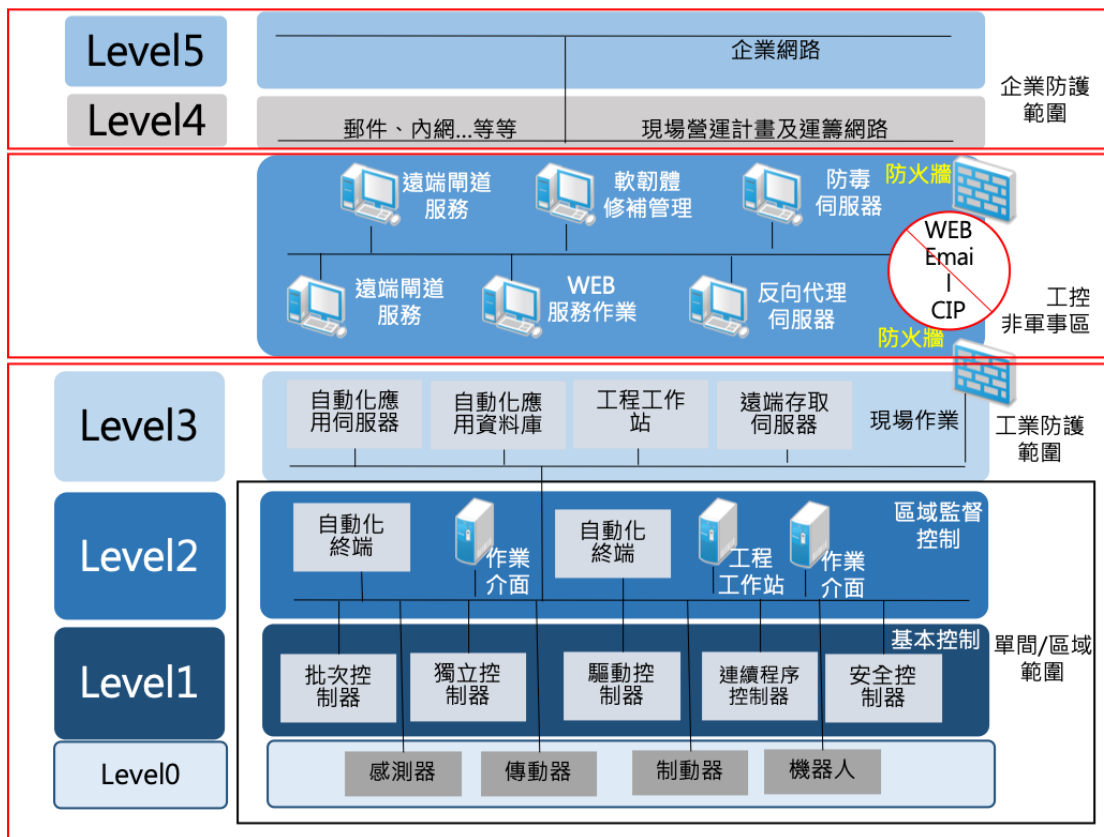 Level5
企業網路
Level4
郵件、內網...等等
現場營運計畫及運籌網路
企業防護
範圍
遠端閘道
服務
軟韌體
修補管理
防毒
伺服器
防火牆
遠端閘道
服務
WEB
服務作業
反向代理
伺服器
WEB
Emai
l
CIP
防火牆
工控
非軍事區
Level3
自動化應
用伺服器
自動化應
用資料庫
工程工作
站
遠端存取
伺服器
現場作業
工業防護
範圍
Level2
自動化
終端
作業
介面
自動化
終端
工程
工作站
作業
介面
區域監督
控制
Level1
基本控制
批次控
制器
獨立控
制器
驅動控
制器
連續程序
控制器
安全控
制器
單間/區域
範圍
Level0
感測器
傳動器
制動器
機器人